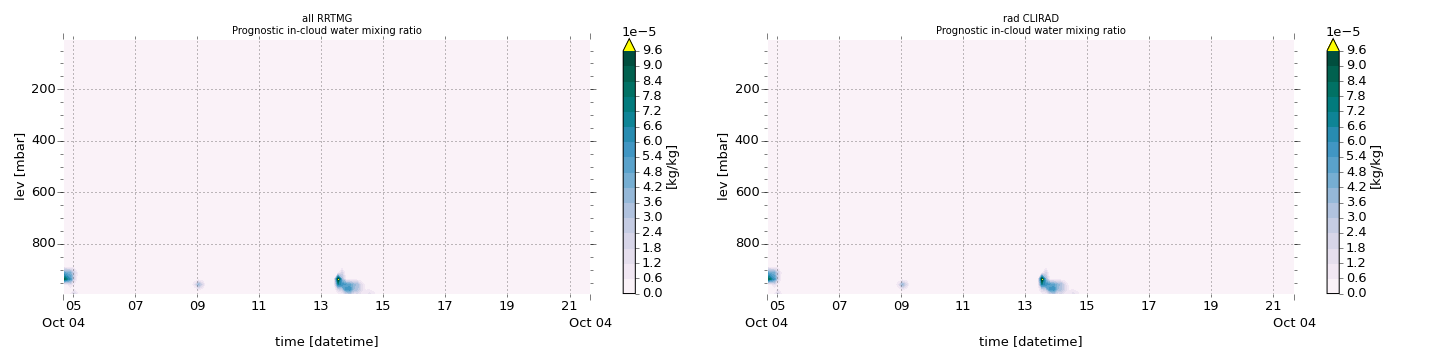 all RRTMG
Prognostic in-cloud water mixing ratio
1e−5
9.6
9.0
8.4
7.8
7.2
6.6
6.0
5.4
4.8
4.2
3.6
3.0
2.4
1.8
1.2
0.6
0.0
[kg/kg]
lev [mbar]
200
400
600
800
05 07 09 11 13 15 17 19 21
Oct 04 Oct 04
time [datetime]
rad CLIRAD
Prognostic in-cloud water mixing ratio
1e−5
9.6
9.0
8.4
7.8
7.2
6.6
6.0
5.4
4.8
4.2
3.6
3.0
2.4
1.8
1.2
0.6
0.0
[kg/kg]
lev [mbar]
200
400
600
800
05 07 09 11 13 15 17 19 21
Oct 04 Oct 04
time [datetime]